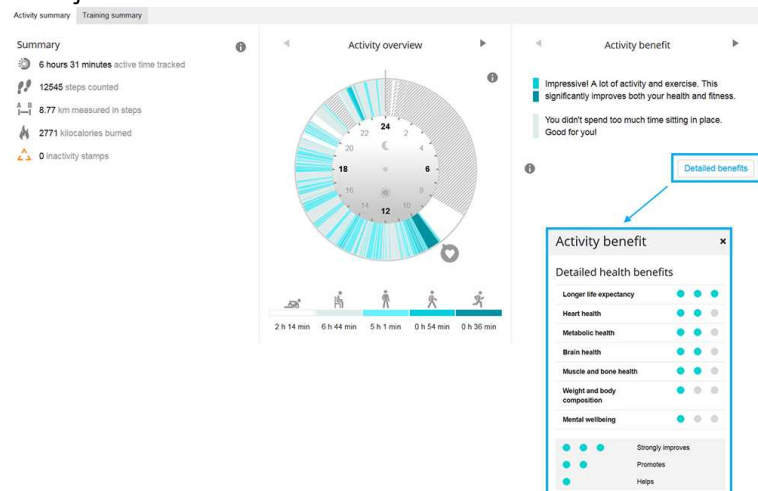 Activity summary
Training summary
Summary
6 hours 31 minutes active time tracked
12545 steps counted
A B
8.77 km measured in steps
2771 kilocalories burned
0 inactivity stamps
Activity overview
24
22
2
20
4
18
6
16
8
14
10
12
2 h 14 min
6 h 44 min
5 h 1 min
0 h 54 min
0 h 36 min
Activity benefit
Impressive! A lot of activity and exercise. This
significantly improves both your health and fitness.
You didn't spend too much time sitting in place.
Good for you!
Detailed benefits
Activity benefit
×
Detailed health benefits
Longer life expectancy
Heart health
Metabolic health
Brain health
Muscle and bone health
Weight and body
composition
Mental wellbeing
Strongly improves
Promotes
Helps